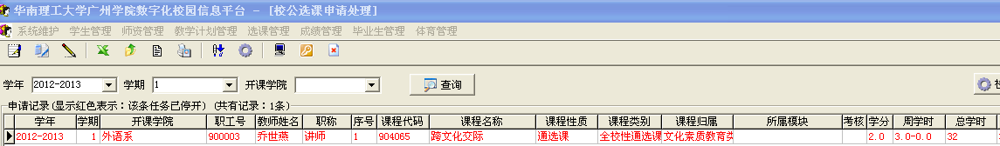 华南理工大学广州学院数字化校园信息平台 - [校公选课申请处理]
系统维护 学生管理 师资管理 教学计划管理 选课管理 成绩管理 毕业生管理 体育管理
学年 2012-2013 学期 1 开课学院 查询
申请记录(显示红色表示：该条任务已停开) (共有记录：1条)
学年 学期 开课学院 职工号 教师姓名 职称 序号 课程代码 课程名称 课程性质 课程类别 课程归属 所属模块 考核 学分 周学时 总学时
2012-2013 1 外语系 900003 乔世燕 讲师 1 904065 跨文化交际 通选课 全校性通选课 文化素质教育类 2.0 3.0-0.0 32